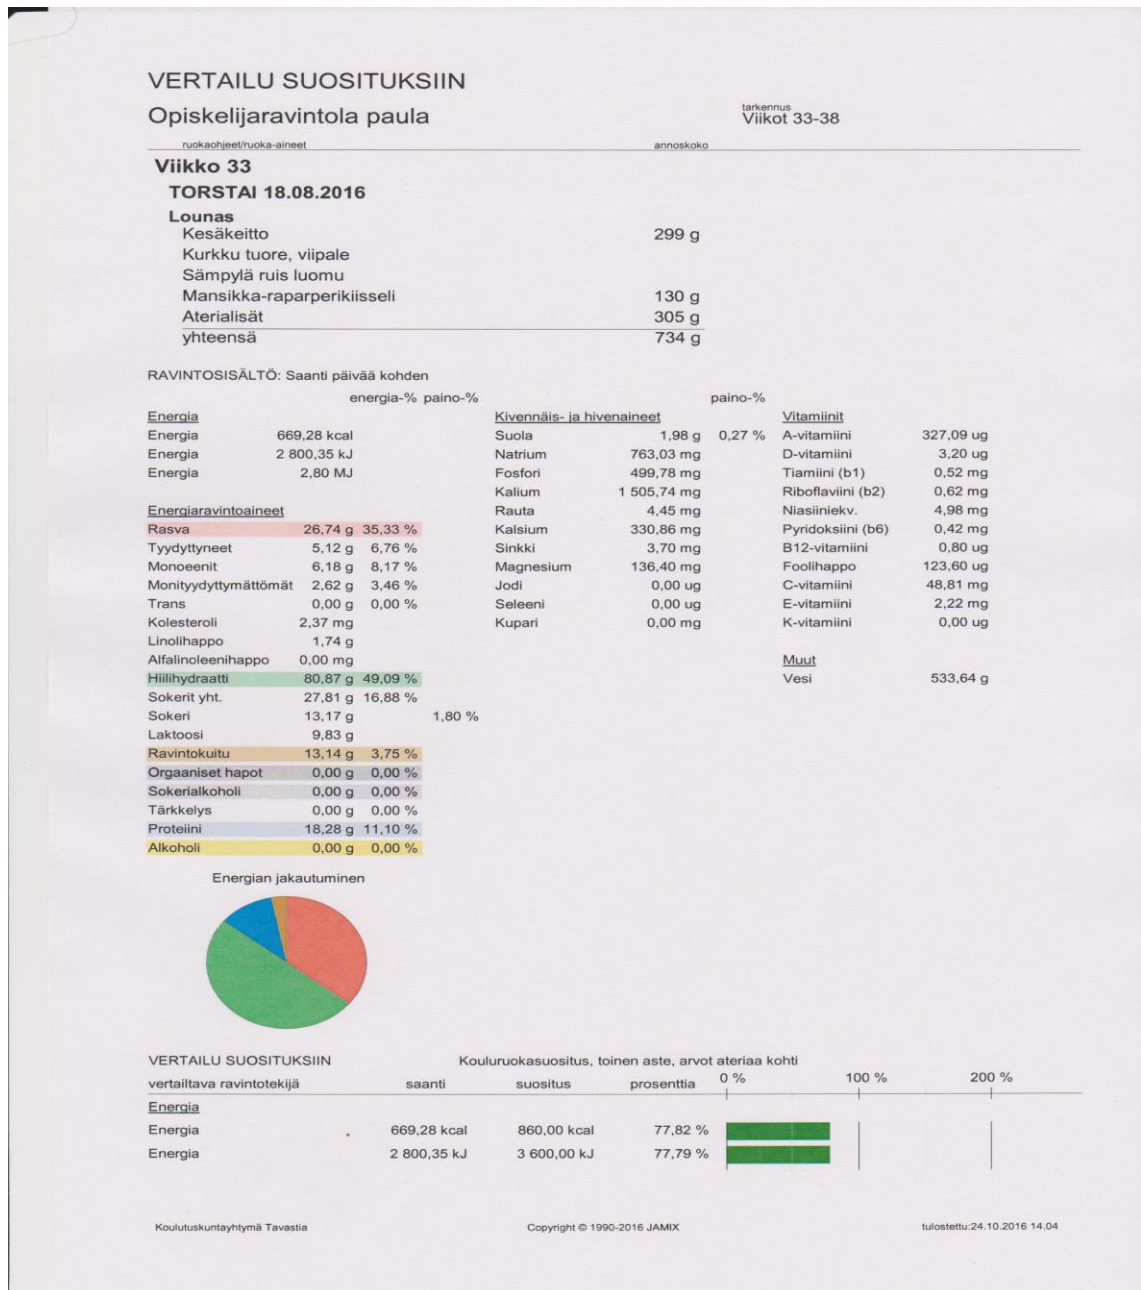 VERTAILU SUOSITUKSIIN
Opiskelijaravintola paula
tarkennus
Viikot 33-38
ruokaohjeet/ruoka-aineet annoskoko
Viikko 33
TORSTAI 18.08.2016
Lounas
Kesäkeitto 299 g
Kurkku tuore, viipale
Sämpylä ruis luomu
Mansikka-raparperikiisseli 130 g
Aterialisät 305 g
yhteensä 734 g
RAVINTOSISÄLTÖ: Saanti päivää kohden
energia-% paino-% paino-%
Energia Kivennäis- ja hivenaineet Vitamiinit
Energia 669,28 kcal Suola 1,98 g 0,27 % A-vitamiini 327,09 ug
Energia 2 800,35 kJ Natrium 763,03 mg D-vitamiini 3,20 ug
Energia 2,80 MJ Fosfori 499,78 mg Tiamiini (b1) 0,52 mg
Kalium 1 505,74 mg Riboflaviini (b2) 0,62 mg
Energiaravintoaineet Rauta 4,45 mg Niasiiniekv. 4,98 mg
Rasva 26,74 g 35,33 % Kalsium 330,86 mg Pyridoksiini (b6) 0,42 mg
Tyydyttyneet 5,12 g 6,76 % Sinkki 3,70 mg B12-vitamiini 0,80 ug
Monoeenit 6,18 g 8,17 % Magnesium 136,40 mg Foolihappo 123,60 ug
Monityydyttymättömät 2,62 g 3,46 % Jodi 0,00 ug C-vitamiini 48,81 mg
Trans 0,00 g 0,00 % Seleeni 0,00 ug E-vitamiini 2,22 mg
Kolesteroli 2,37 mg Kupari 0,00 mg K-vitamiini 0,00 ug
Linolihappo 1,74 g
Alfalinoleenihappo 0,00 mg Muut
Hiilihydraatti 80,87 g 49,09 % Vesi 533,64 g
Sokerit yht. 27,81 g 16,88 %
Sokeri 13,17 g 1,80 %
Laktoosi 9,83 g
Ravintokuitu 13,14 g 3,75 %
Orgaaniset hapot 0,00 g 0,00 %
Sokerialkoholi 0,00 g 0,00 %
Tärkkelys 0,00 g 0,00 %
Proteiini 18,28 g 11,10 %
Alkoholi 0,00 g 0,00 %
Energian jakautuminen
VERTAILU SUOSITUKSIIN Kouluruokasuositus, toinen aste, arvot ateriaa kohti
vertailtava ravintotekijä saanti suositus prosenttia 0 % 100 % 200 %
Energia
Energia 669,28 kcal 860,00 kcal 77,82 %
Energia 2 800,35 kJ 3 600,00 kJ 77,79 %
Koulutuskuntayhtymä Tavastia Copyright © 1990-2016 JAMIX tulostettu:24.10.2016 14.04